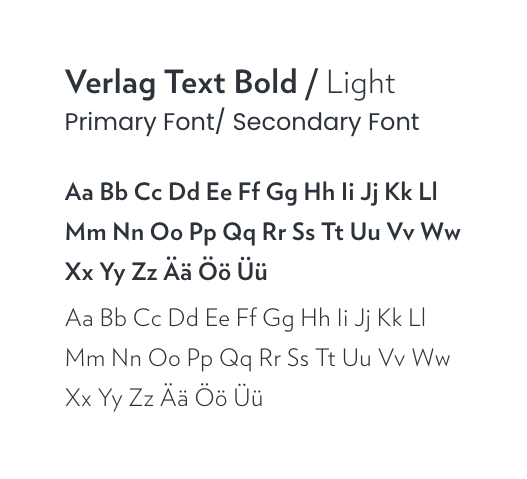 Verlag Text Bold / Light
Primary Font/ Secondary Font
Aa Bb Cc Dd Ee Ff Gg Hh Ii Jj Kk Ll
Mm Nn Oo Pp Qq Rr Ss Tt Uu Vv Ww
Xx Yy Zz Ää Öö Üü
Aa Bb Cc Dd Ee Ff Gg Hh Ii Jj Kk Ll
Mm Nn Oo Pp Qq Rr Ss Tt Uu Vv Ww
Xx Yy Zz Ää Öö Üü